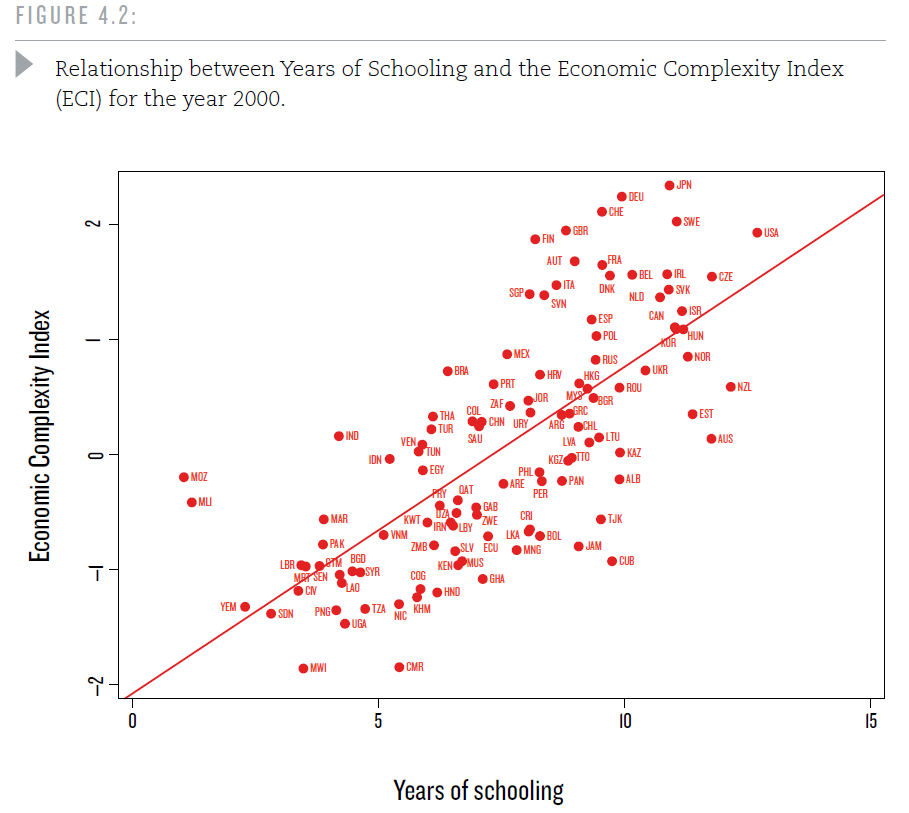 FIGURE 4.2:
Relationship between Years of Schooling and the Economic Complexity Index
(ECI) for the year 2000.
JPN
DEU
CHE
SWE
USA
GBR
FIN
AUT
FRA
BEL
IRL
CZE
DNK
ITA
SGP
SVN
NLD
SVK
CAN
ISR
ESP
POL
KOR
HUN
MEX
RUS
NOR
BRA
HRV
HKG
UKR
PRT
ROU
NZL
ZAF
JOR
MYS
BGR
THA
COL
CHN
URY
GRC
EST
TUR
SAU
ARG
CHL
IND
VEN
LVA
LTU
AUS
TUN
IDN
KGZ
TTO
KAZ
EGY
PHL
MOZ
ARE
PER
PAN
ALB
MLI
PRY
QAT
GAB
DZA
ZWE
MAR
KWT
IRN
LBY
CRI
TJK
VNM
LKA
BOL
PAK
ZMB
SLV
ECU
MNG
JAM
LBR
GTM
BGD
KEN
MUS
CUB
MRT
SEN
SYR
LAO
COG
GHA
CIV
HND
YEM
SDN
PNG
TZA
NIC
KHM
UGA
MWI
CMR
2
1
0
-1
-2
Economic Complexity Index
0
5
10
15
Years of schooling